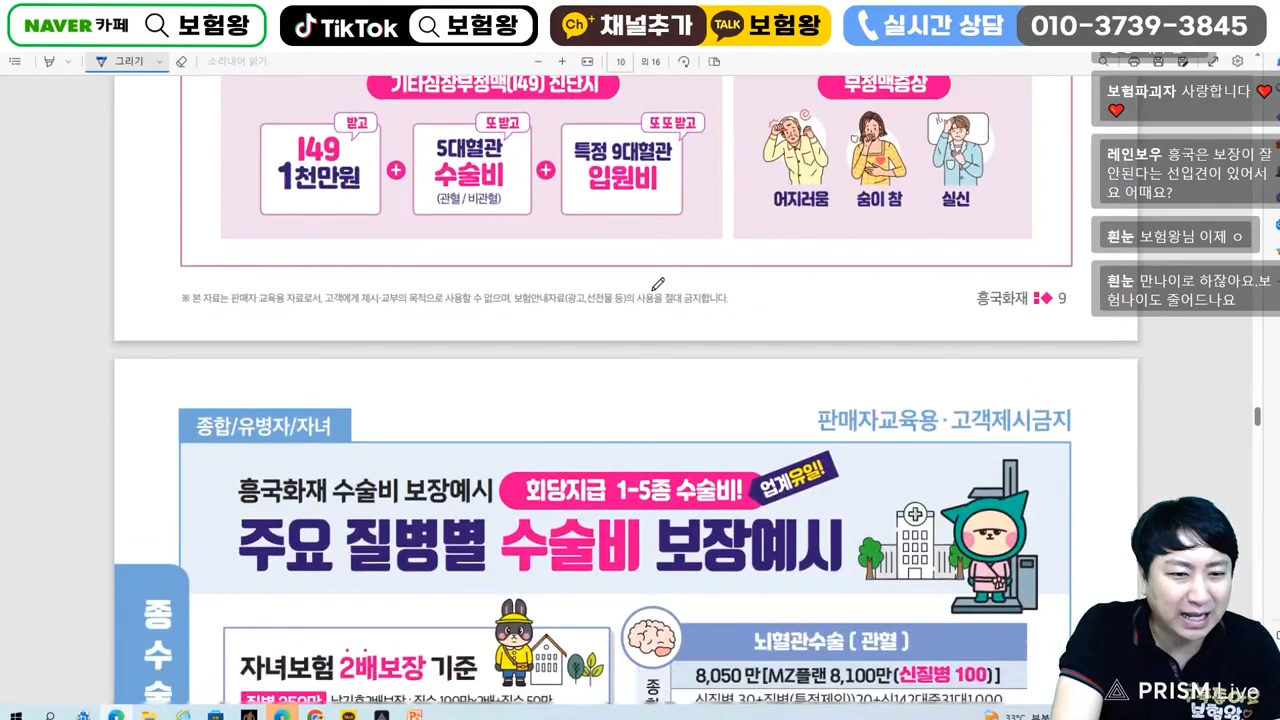 NAVER 카페 보험왕
TikTok 보험왕
Ch+ 채널추가 TALK 보험왕
실시간 상담 010-3739-3845
그리기
소리내어 읽기
10 의 16
기타심장부정맥(I49) 진단시
부정맥증상
받고
I49
1천만원
또 받고
5대혈관
수술비
(관혈 / 비관혈)
또 또 받고
특정 9대혈관
입원비
어지러움
숨이 참
실신
보험파괴자 사랑합니다
레인보우 흥국은 보장이 잘
안된다는 선입견이 있어서
요 어때요?
흰눈 보험왕님 이제 ㅇ
흰눈 만나이로 하잖아요.보
험나이도 줄어드나요
※ 본 자료는 판매자 교육용 자료로서, 고객에게 제시·교부의 목적으로 사용할 수 없으며, 보험안내자료(광고,선전물 등)의 사용을 절대 금지합니다.
흥국화재 9
종합/유병자/자녀
판매자교육용·고객제시금지
흥국화재 수술비 보장예시 회당지급 1-5종 수술비! 업계유일!
주요 질병별 수술비 보장예시
종
수
술
자녀보험 2배보장 기준
뇌혈관수술 ( 관혈 )
8,050 만 [MZ플랜 8,100만(신질병 100)]
종
PRISM Live
보험왕
33°C